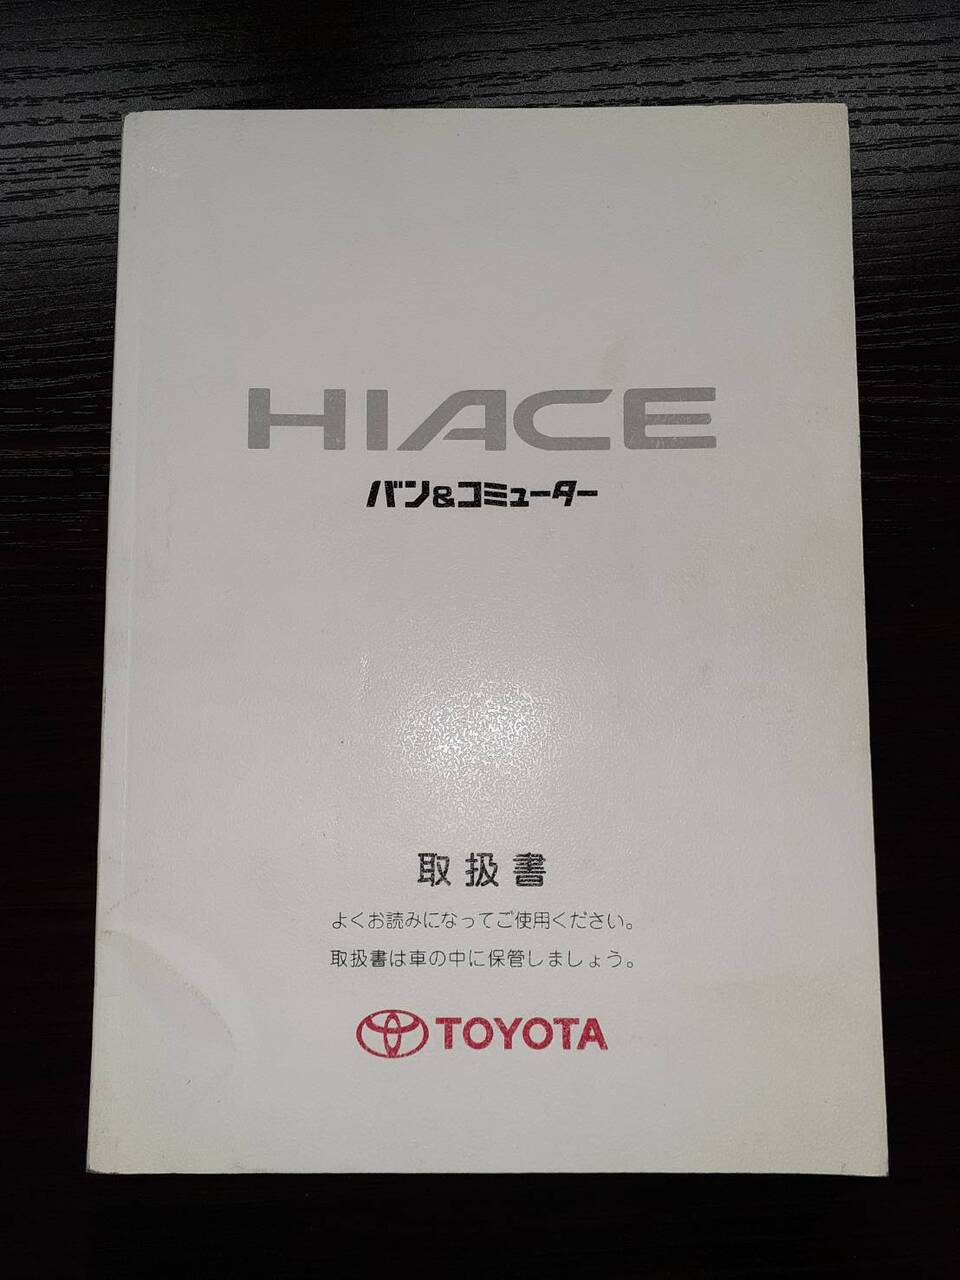 HIACE
バン&コミューター
取扱書
よくお読みになってご使用ください。
取扱書は車の中に保管しましょう。
TOYOTA